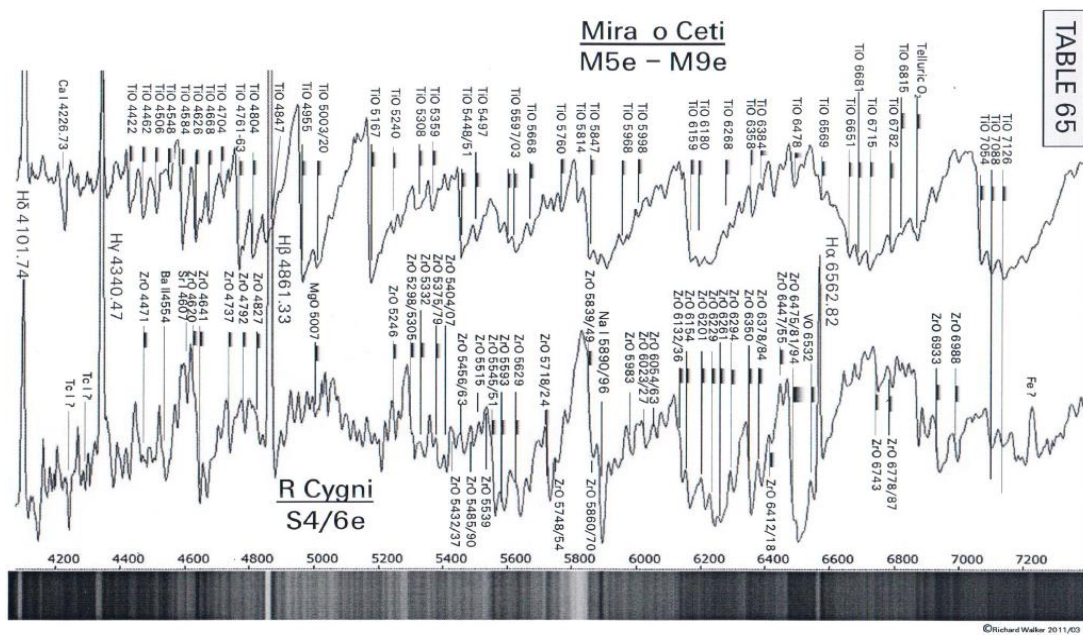 TABLE 65
Mira o Ceti
M5e – M9e
Ca I 4226.73
TiO 4422
TiO 4462
TiO 4506
TiO 4548
TiO 4584
TiO 4626
TiO 4668
TiO 4704
TiO 4761-63
TiO 4804
TiO 4847
TiO 4955
TiO 5003/20
TiO 5167
TiO 5240
TiO 5308
TiO 5359
TiO 5448/51
TiO 5497
TiO 5597/03
TiO 5668
TiO 5760
TiO 5814
TiO 5847
TiO 5968
TiO 5998
TiO 6159
TiO 6180
TiO 6268
TiO 6358
TiO 6384
TiO 6478
TiO 6569
TiO 6651
TiO 6681
TiO 6715
TiO 6782
TiO 6815
Telluric O₂
TiO 7054
TiO 7088
TiO 7126
Hδ 4101.74
Hγ 4340.47
Hβ 4861.33
Hα 6562.82
Tc I ?
Tc I ?
ZrO 4471
Ba II 4554
Sr I 4607
ZrO 4620
ZrO 4641
ZrO 4737
ZrO 4792
ZrO 4827
MgO 5007
ZrO 5246
ZrO 5298/5305
ZrO 5332
ZrO 5375/79
ZrO 5404/07
ZrO 5432/37
ZrO 5456/63
ZrO 5485/90
ZrO 5515
ZrO 5539
ZrO 5545/51
ZrO 5593
ZrO 5629
ZrO 5718/24
ZrO 5748/54
ZrO 5839/49
ZrO 5860/70
Na I 5890/96
ZrO 5983
ZrO 6023/27
ZrO 6054/63
ZrO 6132/36
ZrO 6154
ZrO 6201
ZrO 6229
ZrO 6261
ZrO 6294
ZrO 6350
ZrO 6378/84
ZrO 6412/18
ZrO 6447/55
ZrO 6475/81/94
VO 6532
ZrO 6743
ZrO 6778/87
ZrO 6933
ZrO 6988
Fe ?
R Cygni
S4/6e
4200 4400 4600 4800 5000 5200 5400 5600 5800 6000 6200 6400 6600 6800 7000 7200
©Richard Walker 2011/03